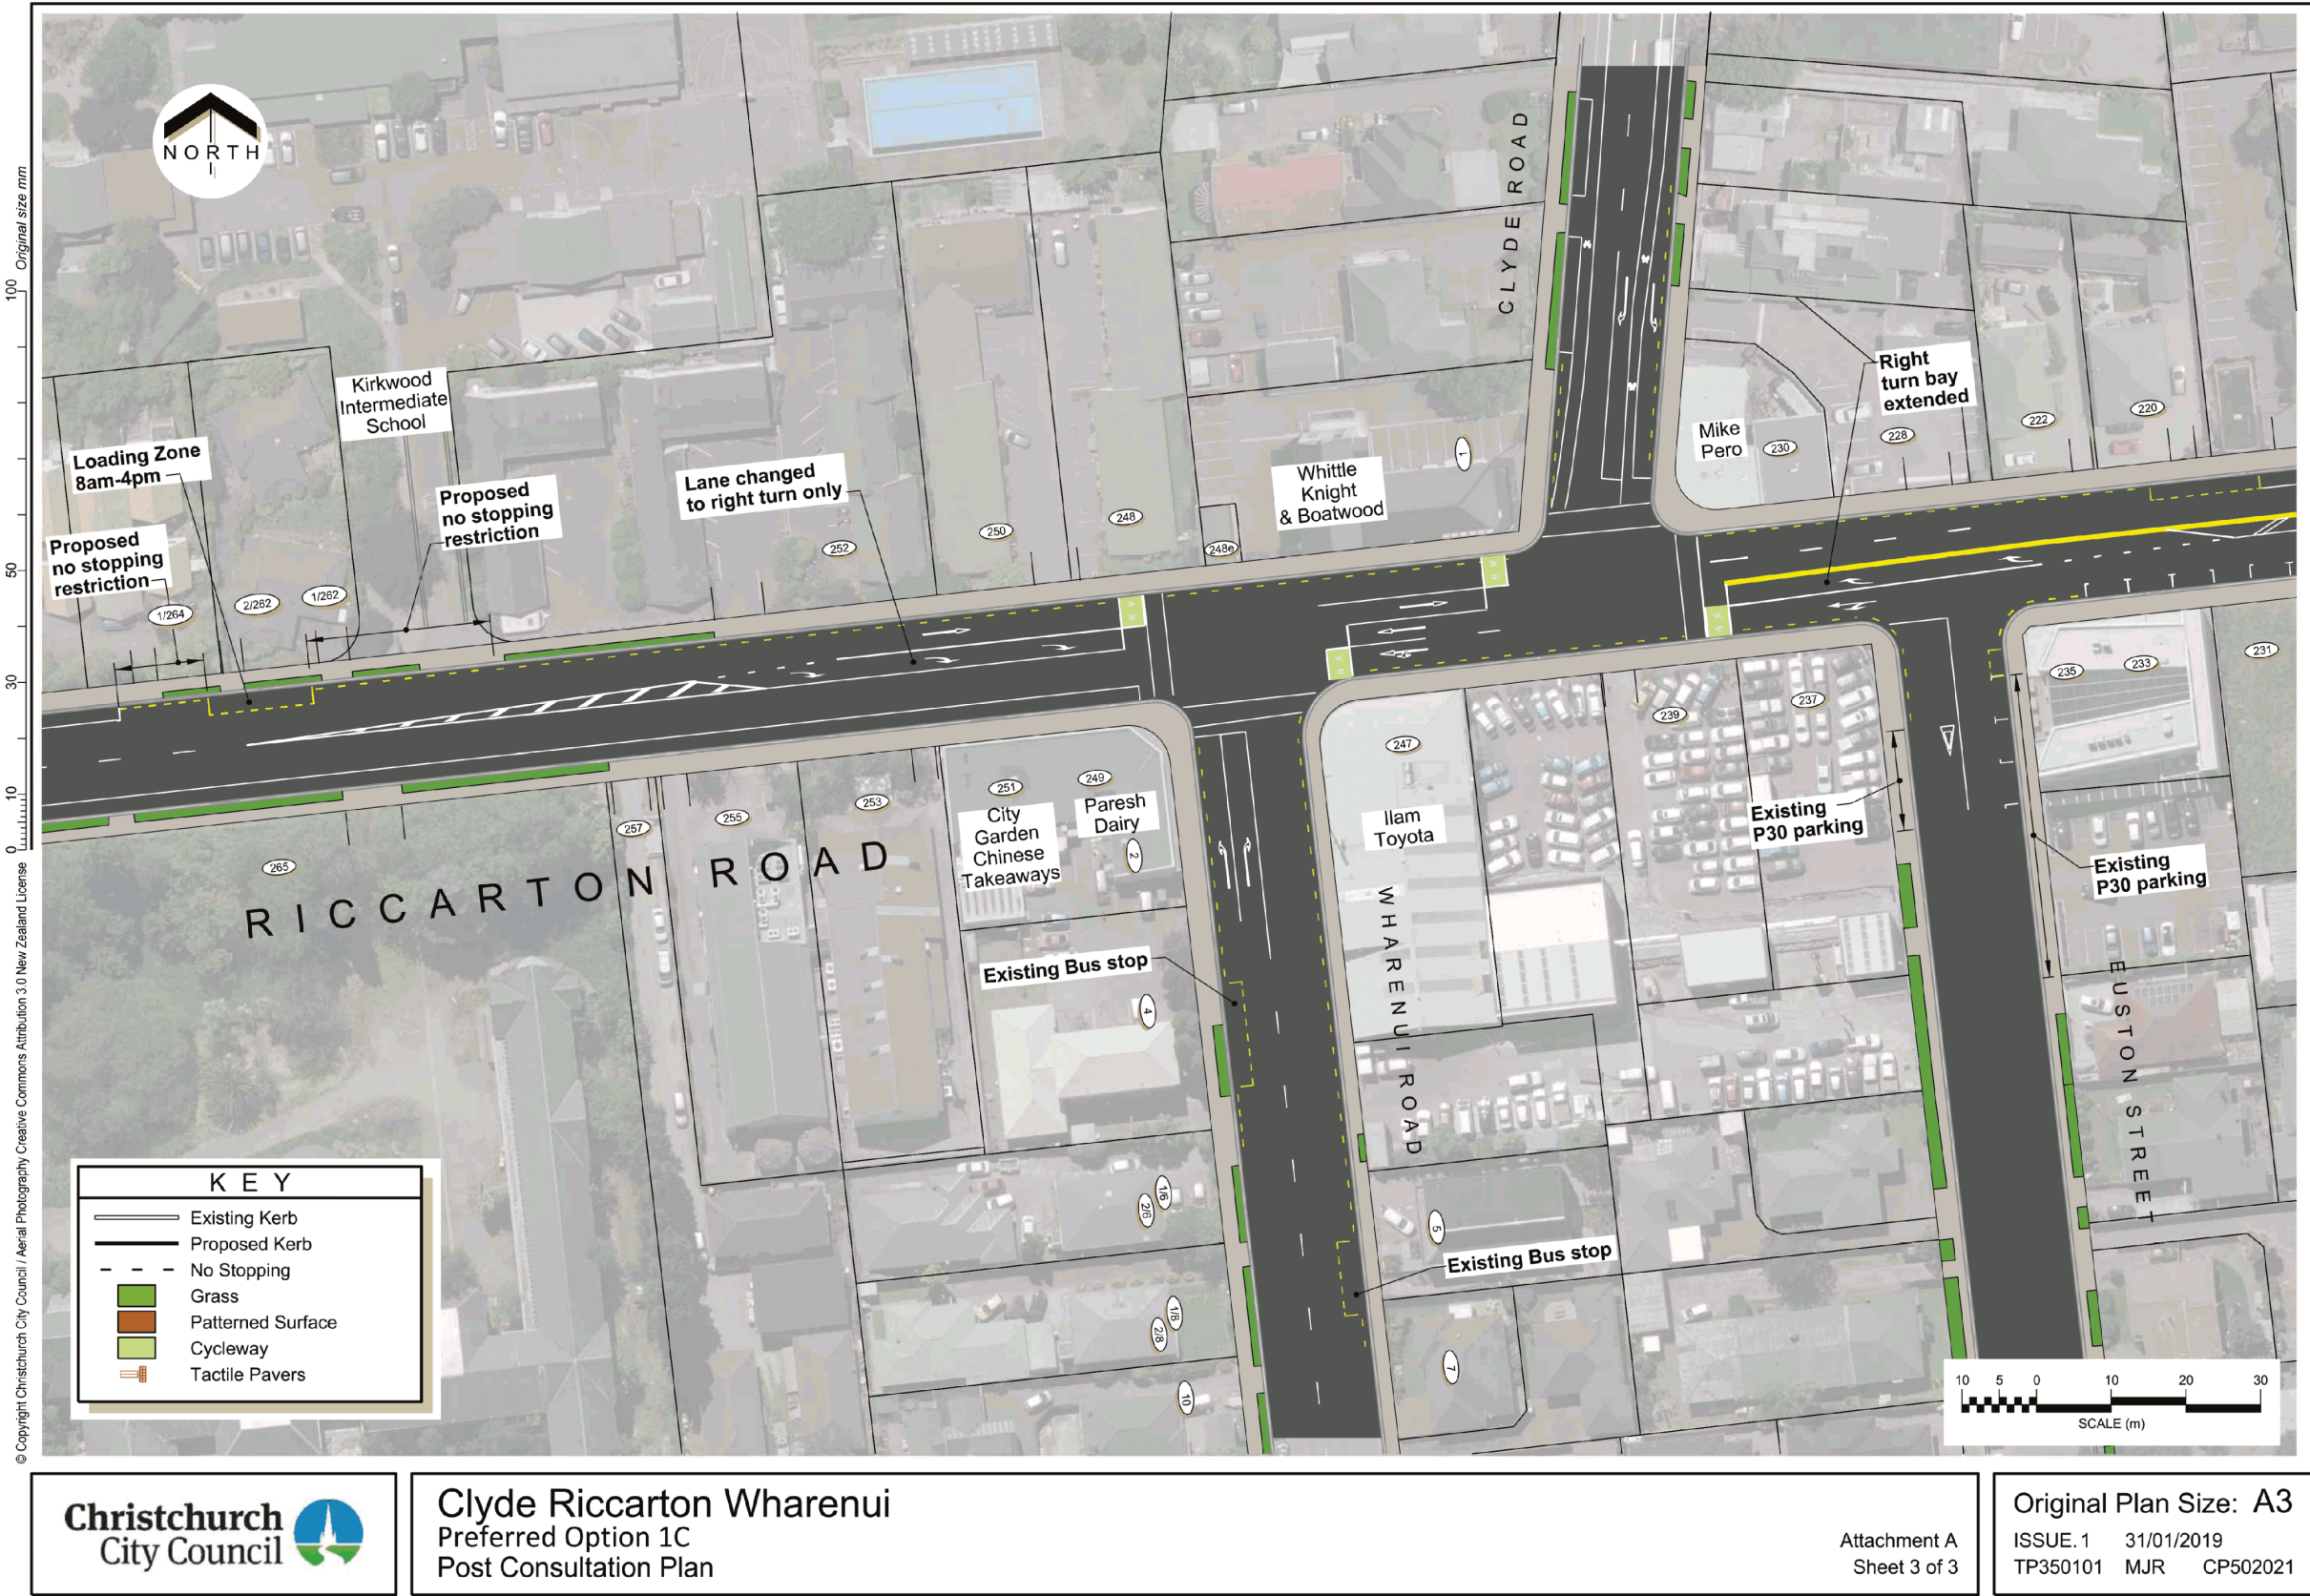 NORTH
CLYDE ROAD
100 Original size mm
50
30
10
0
© Copyright Christchurch City Council / Aerial Photography Creative Commons Attribution 3.0 New Zealand License
Kirkwood
Intermediate
School
Loading Zone
8am-4pm
Proposed
no stopping
restriction
Proposed
no stopping
restriction
1/264
2/262
1/262
Lane changed
to right turn only
252
250
248
248e
Whittle
Knight
& Boatwood
1
Mike
Pero
230
Right
turn bay
extended
228
222
220
235
233
231
265
257
255
253
251
249
City
Garden
Chinese
Takeaways
Paresh
Dairy
2
247
Ilam
Toyota
239
237
Existing
P30 parking
Existing
P30 parking
RICCARTON ROAD
WHARENUI ROAD
EUSTON STREET
Existing Bus stop
4
1/6
2/6
5
Existing Bus stop
1/8
2/8
7
10
KEY
Existing Kerb
Proposed Kerb
No Stopping
Grass
Patterned Surface
Cycleway
Tactile Pavers
10 5 0 10 20 30
SCALE (m)
Christchurch
City Council
Clyde Riccarton Wharenui
Preferred Option 1C
Post Consultation Plan
Attachment A
Sheet 3 of 3
Original Plan Size: A3
ISSUE.1 31/01/2019
TP350101 MJR CP502021